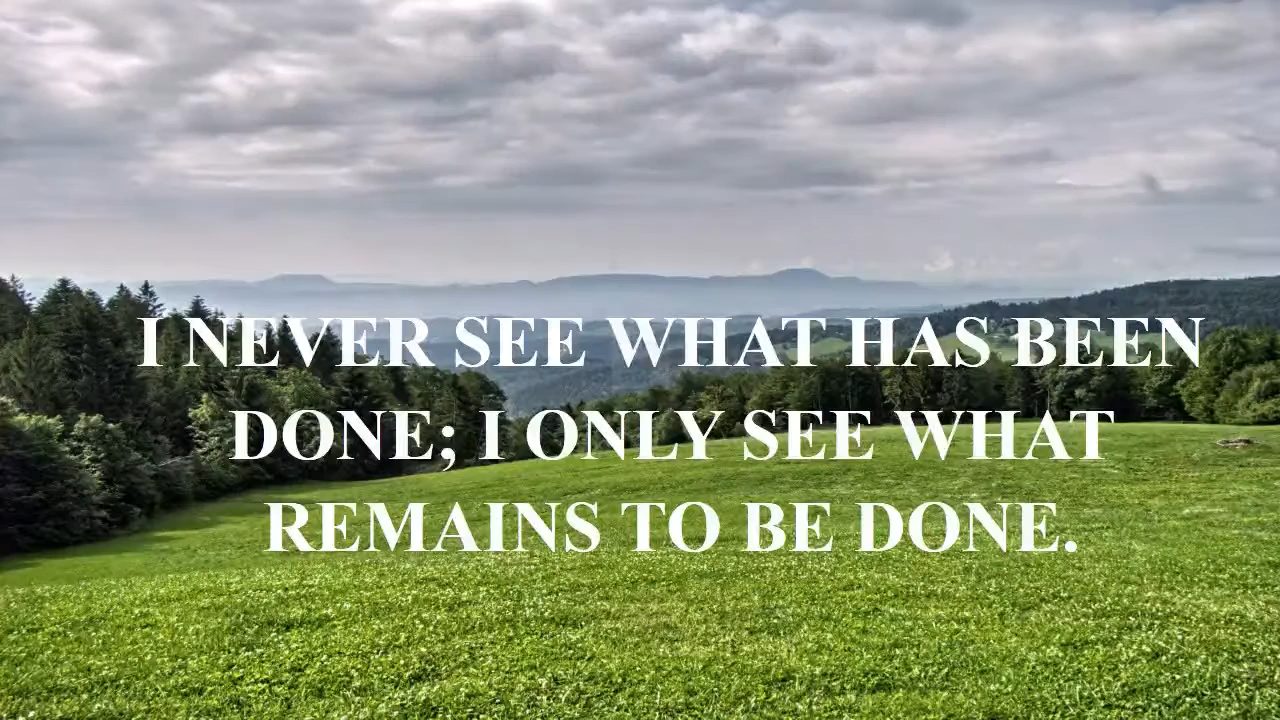 I NEVER SEE WHAT HAS BEEN
DONE; I ONLY SEE WHAT
REMAINS TO BE DONE.